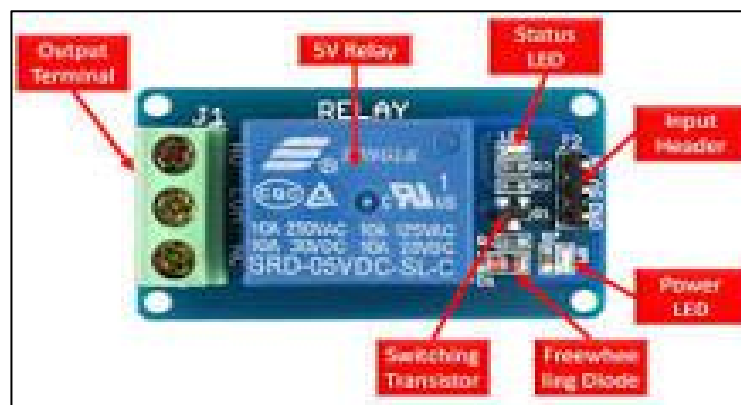 Output
Terminal
5V Relay
Status
LED
Input
Header
J1
RELAY
J2
10A 250VAC 10A 125VAC
10A 30VDC 10A 28VDC
SRD-05VDC-SL-C
Power
LED
Switching
Transistor
Freewhee
ling Diode